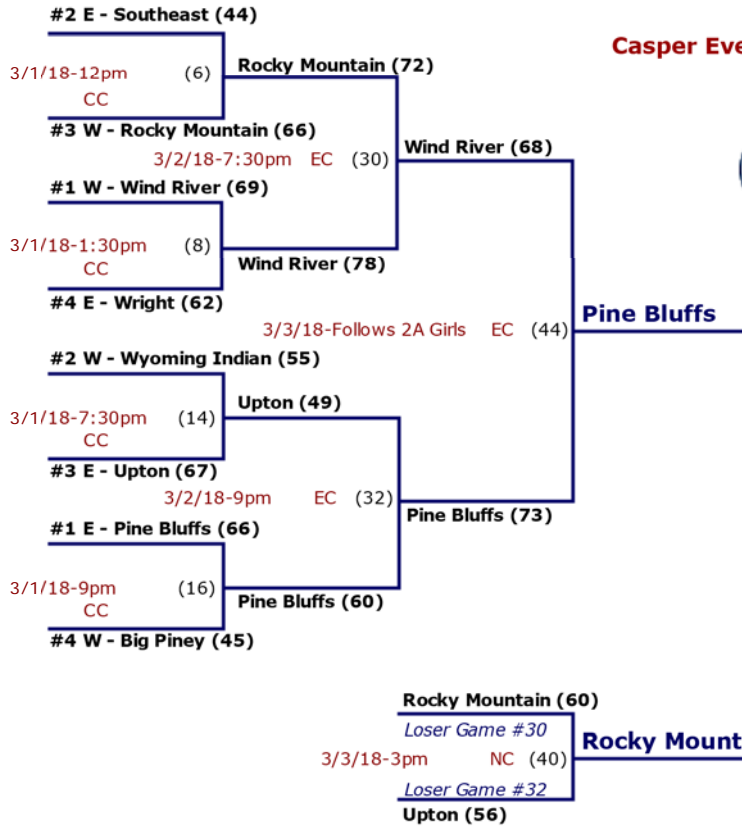 #2 E - Southeast (44)
Casper Eve
Rocky Mountain (72)
3/1/18-12pm (6)
CC
#3 W - Rocky Mountain (66)
Wind River (68)
3/2/18-7:30pm EC (30)
#1 W - Wind River (69)
3/1/18-1:30pm (8)
CC
Wind River (78)
#4 E - Wright (62)
Pine Bluffs
3/3/18-Follows 2A Girls EC (44)
#2 W - Wyoming Indian (55)
Upton (49)
3/1/18-7:30pm (14)
CC
#3 E - Upton (67)
3/2/18-9pm EC (32)
Pine Bluffs (73)
#1 E - Pine Bluffs (66)
3/1/18-9pm (16)
CC
Pine Bluffs (60)
#4 W - Big Piney (45)
Rocky Mountain (60)
Loser Game #30
Rocky Mount
3/3/18-3pm NC (40)
Loser Game #32
Upton (56)